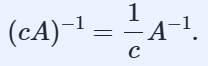 $(cA)^{-1} = \frac{1}{c} A^{-1}.$